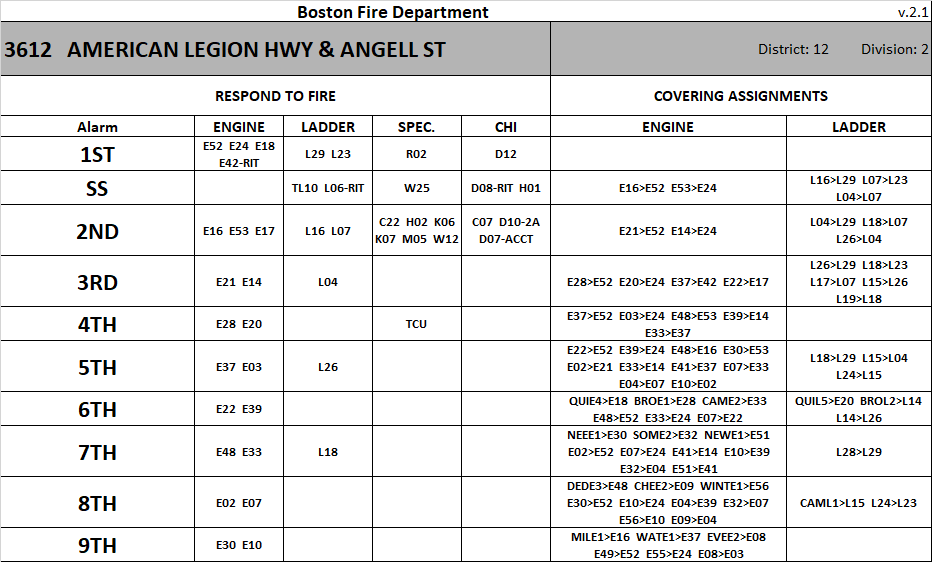 Boston Fire Department v.2.1
3612 AMERICAN LEGION HWY & ANGELL ST District: 12 Division: 2
RESPOND TO FIRE COVERING ASSIGNMENTS
Alarm ENGINE LADDER SPEC. CHI ENGINE LADDER
1ST
E52 E24 E18
E42-RIT
L29 L23
R02
D12
SS
TL10 L06-RIT
W25
D08-RIT H01
E16>E52 E53>E24
L16>L29 L07>L23
L04>L07
2ND
E16 E53 E17
L16 L07
C22 H02 K06
K07 M05 W12
C07 D10-2A
D07-ACCT
E21>E52 E14>E24
L04>L29 L18>L07
L26>L04
3RD
E21 E14
L04
E28>E52 E20>E24 E37>E42 E22>E17
L26>L29 L18>L23
L17>L07 L15>L26
L19>L18
4TH
E28 E20
TCU
E37>E52 E03>E24 E48>E53 E39>E14
E33>E37
5TH
E37 E03
L26
E22>E52 E39>E24 E48>E16 E30>E53
E02>E21 E33>E14 E41>E37 E07>E33
E04>E07 E10>E02
L18>L29 L15>L04
L24>L15
6TH
E22 E39
QUIE4>E18 BROE1>E28 CAME2>E33
E48>E52 E33>E24 E07>E22
QUIL5>E20 BROL2>L14
L14>L26
7TH
E48 E33
L18
NEEE1>E30 SOME2>E32 NEWE1>E51
E02>E52 E07>E24 E41>E14 E10>E39
E32>E04 E51>E41
L28>L29
8TH
E02 E07
DEDE3>E48 CHEE2>E09 WINTE1>E56
E30>E52 E10>E24 E04>E39 E32>E07
E56>E10 E09>E04
CAML1>L15 L24>L23
9TH
E30 E10
MILE1>E16 WATE1>E37 EVEE2>E08
E49>E52 E55>E24 E08>E03